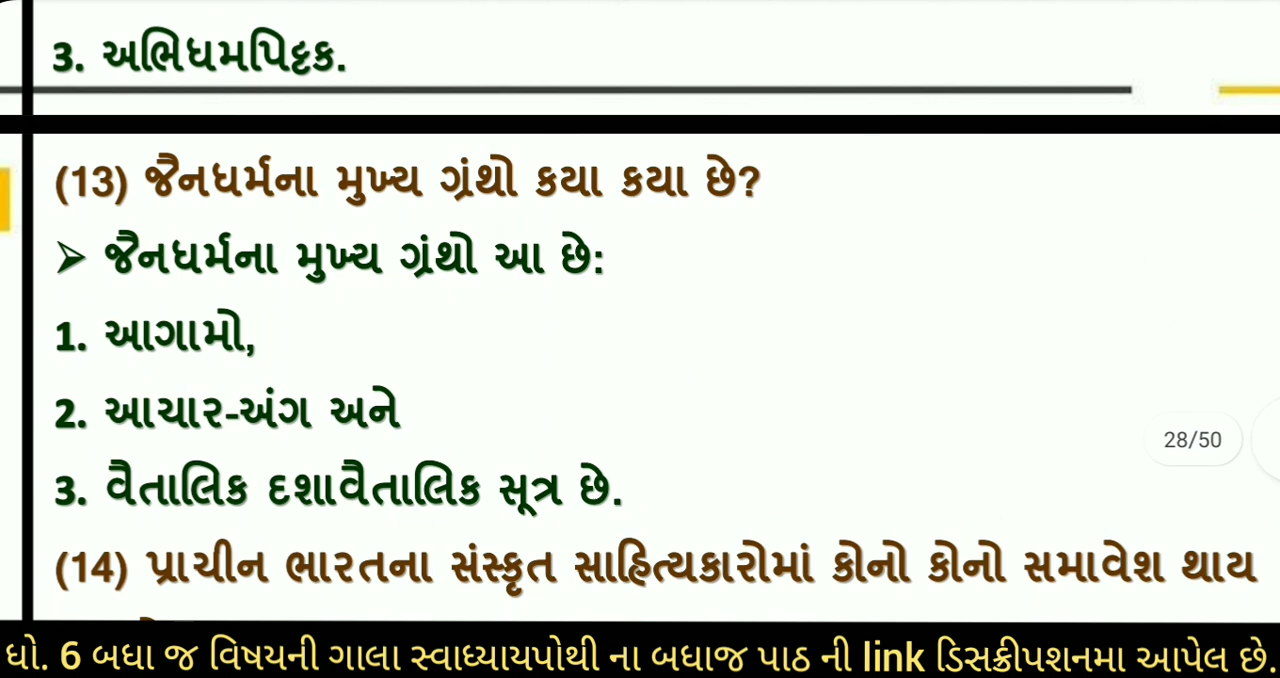 3. અભિધમપિટ્ટક.
(13) જૈનધર્મના મુખ્ય ગ્રંથો કયા કયા છે?
➢ જૈનધર્મના મુખ્ય ગ્રંથો આ છે:
1. આગામો,
2. આચાર-અંગ અને
28/50
3. વૈતાલિક દશાવૈતાલિક સૂત્ર છે.
(14) પ્રાચીન ભારતના સંસ્કૃત સાહિત્યકારોમાં કોનો કોનો સમાવેશ થાય
ધો. 6 બધા જ વિષયની ગાલા સ્વાધ્યાયપોથી ના બધાજ પાઠ ની link ડિસક્રીપશનમા આપેલ છે.